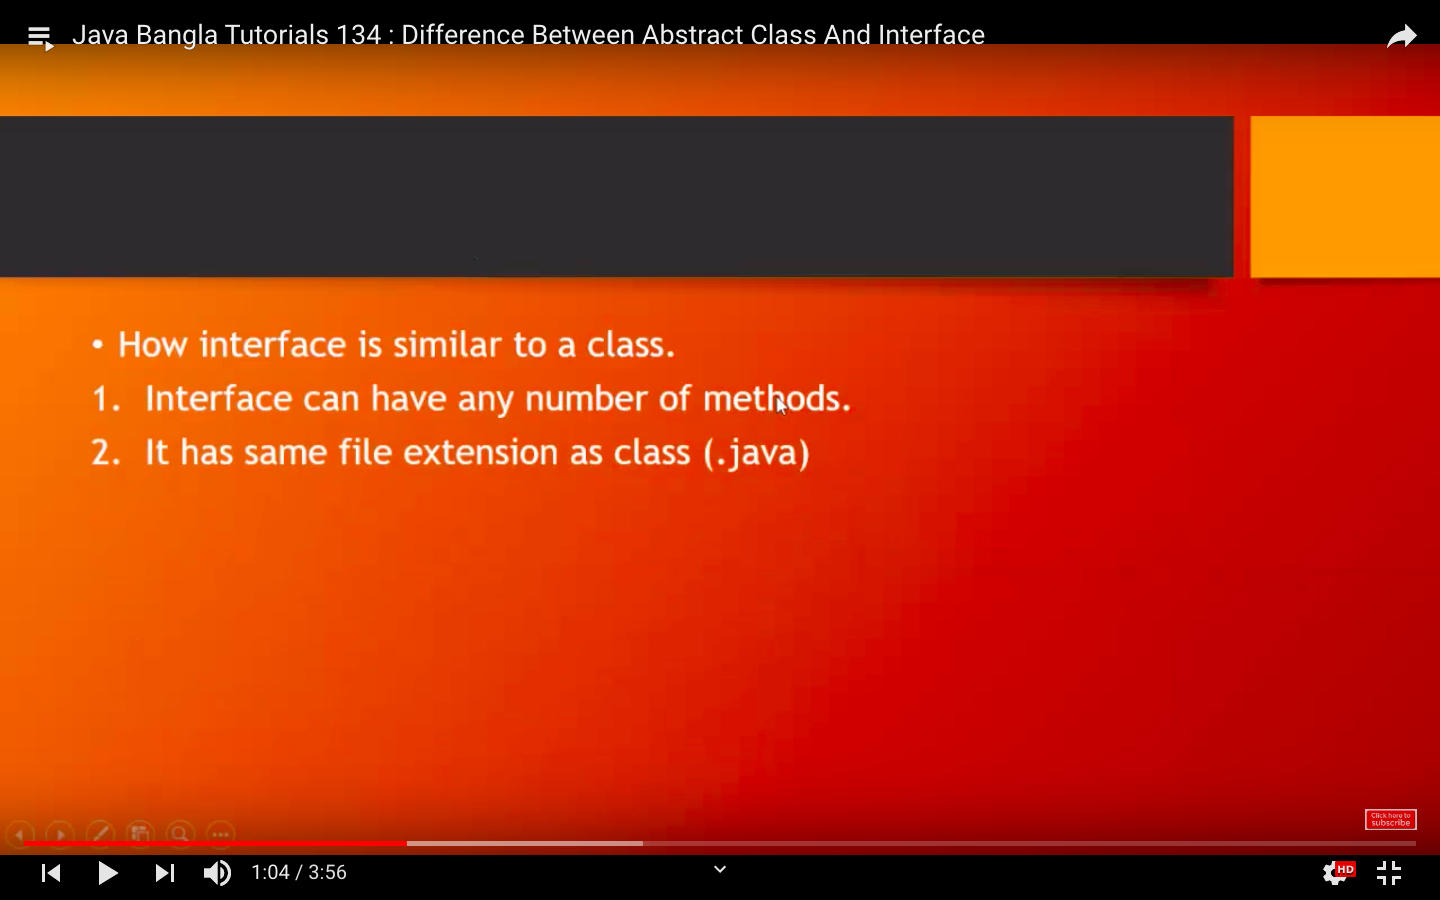 Java Bangla Tutorials 134 : Difference Between Abstract Class And Interface
• How interface is similar to a class.
1. Interface can have any number of methods.
2. It has same file extension as class (.java)
Click here to
subscribe
1:04 / 3:56
HD